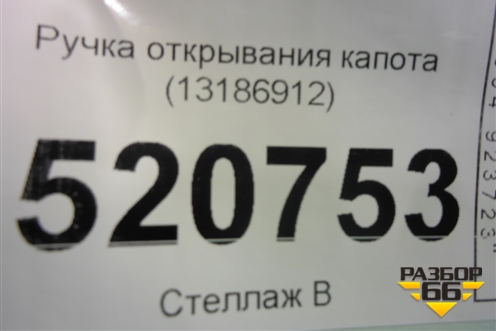 Ручка открывания капота
(13186912)
520753
Стеллаж В
РАЗБОР
66